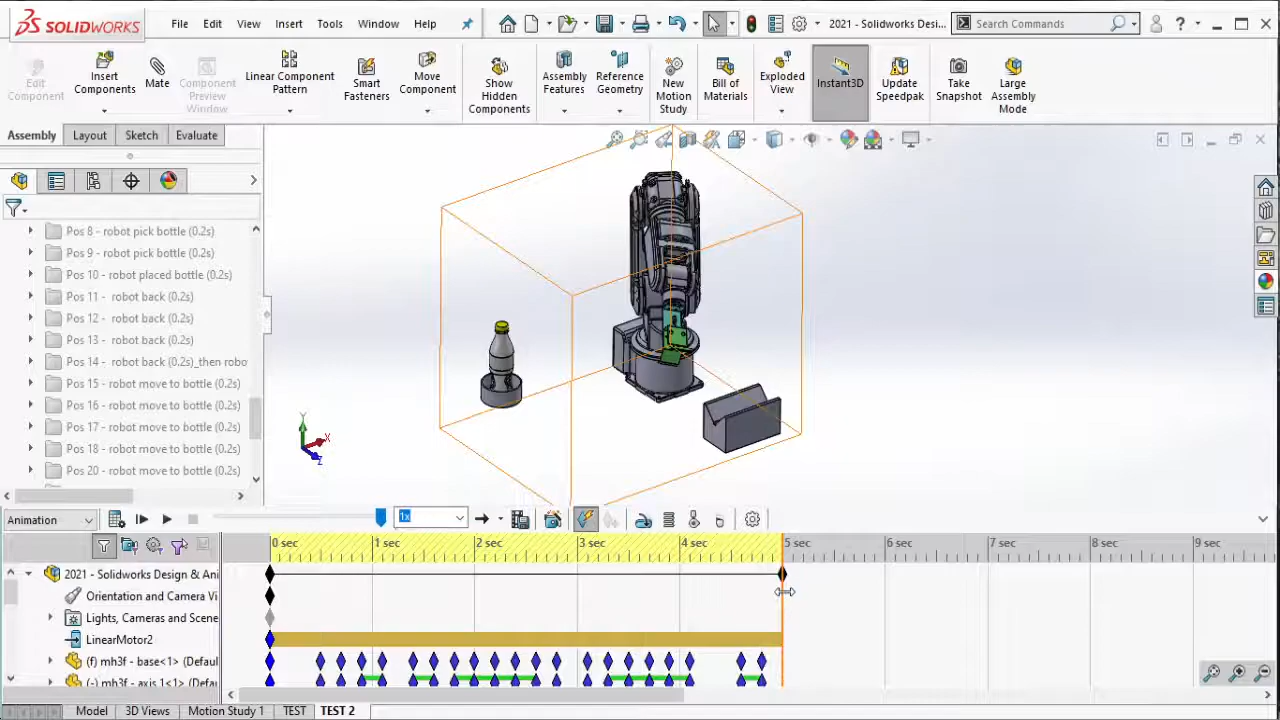 SOLIDWORKS File Edit View Insert Tools Window Help 2021 - Solidworks Desi... Search Commands ?
Edit Component
Insert Components
Mate
Component Preview Window
Linear Component Pattern
Smart Fasteners
Move Component
Show Hidden Components
Assembly Features
Reference Geometry
New Motion Study
Bill of Materials
Exploded View
Instant3D
Update Speedpak
Take Snapshot
Large Assembly Mode
Assembly Layout Sketch Evaluate
Pos 8 - robot pick bottle (0.2s)
Pos 9 - robot pick bottle (0.2s)
Pos 10 - robot placed bottle (0.2s)
Pos 11 - robot back (0.2s)
Pos 12 - robot back (0.2s)
Pos 13 - robot back (0.2s)
Pos 14 - robot back (0.2s)_then robo
Pos 15 - robot move to bottle (0.2s)
Pos 16 - robot move to bottle (0.2s)
Pos 17 - robot move to bottle (0.2s)
Pos 18 - robot move to bottle (0.2s)
Pos 20 - robot move to bottle (0.2s)
Y
X
Z
Animation 1x
0 sec 1 sec 2 sec 3 sec 4 sec 5 sec 6 sec 7 sec 8 sec 9 sec
2021 - Solidworks Design & Ani
Orientation and Camera Vi
Lights, Cameras and Scene
LinearMotor2
(f) mh3f - base<1> (Defaul
(-) mh3f - axis 1<1> (Defau
Model 3D Views Motion Study 1 TEST TEST 2